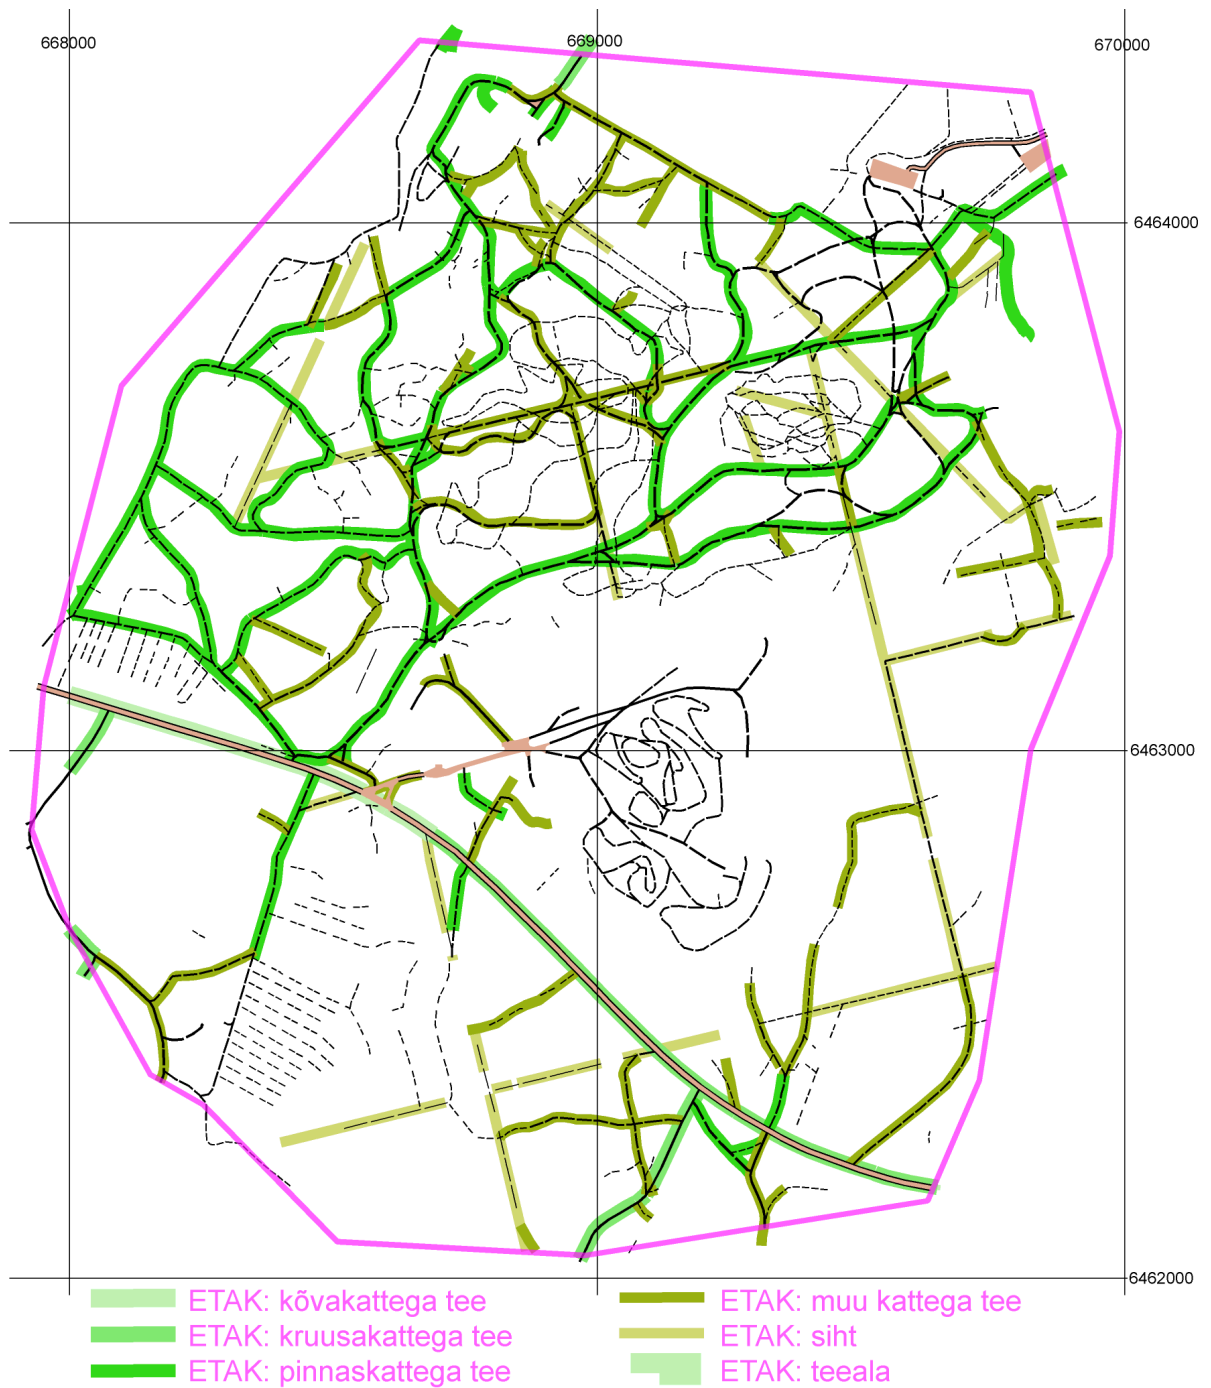 668000
669000
670000
6464000
6463000
6462000
ETAK: kõvakattega tee
ETAK: kruusakattega tee
ETAK: pinnaskattega tee
ETAK: muu kattega tee
ETAK: siht
ETAK: teeala